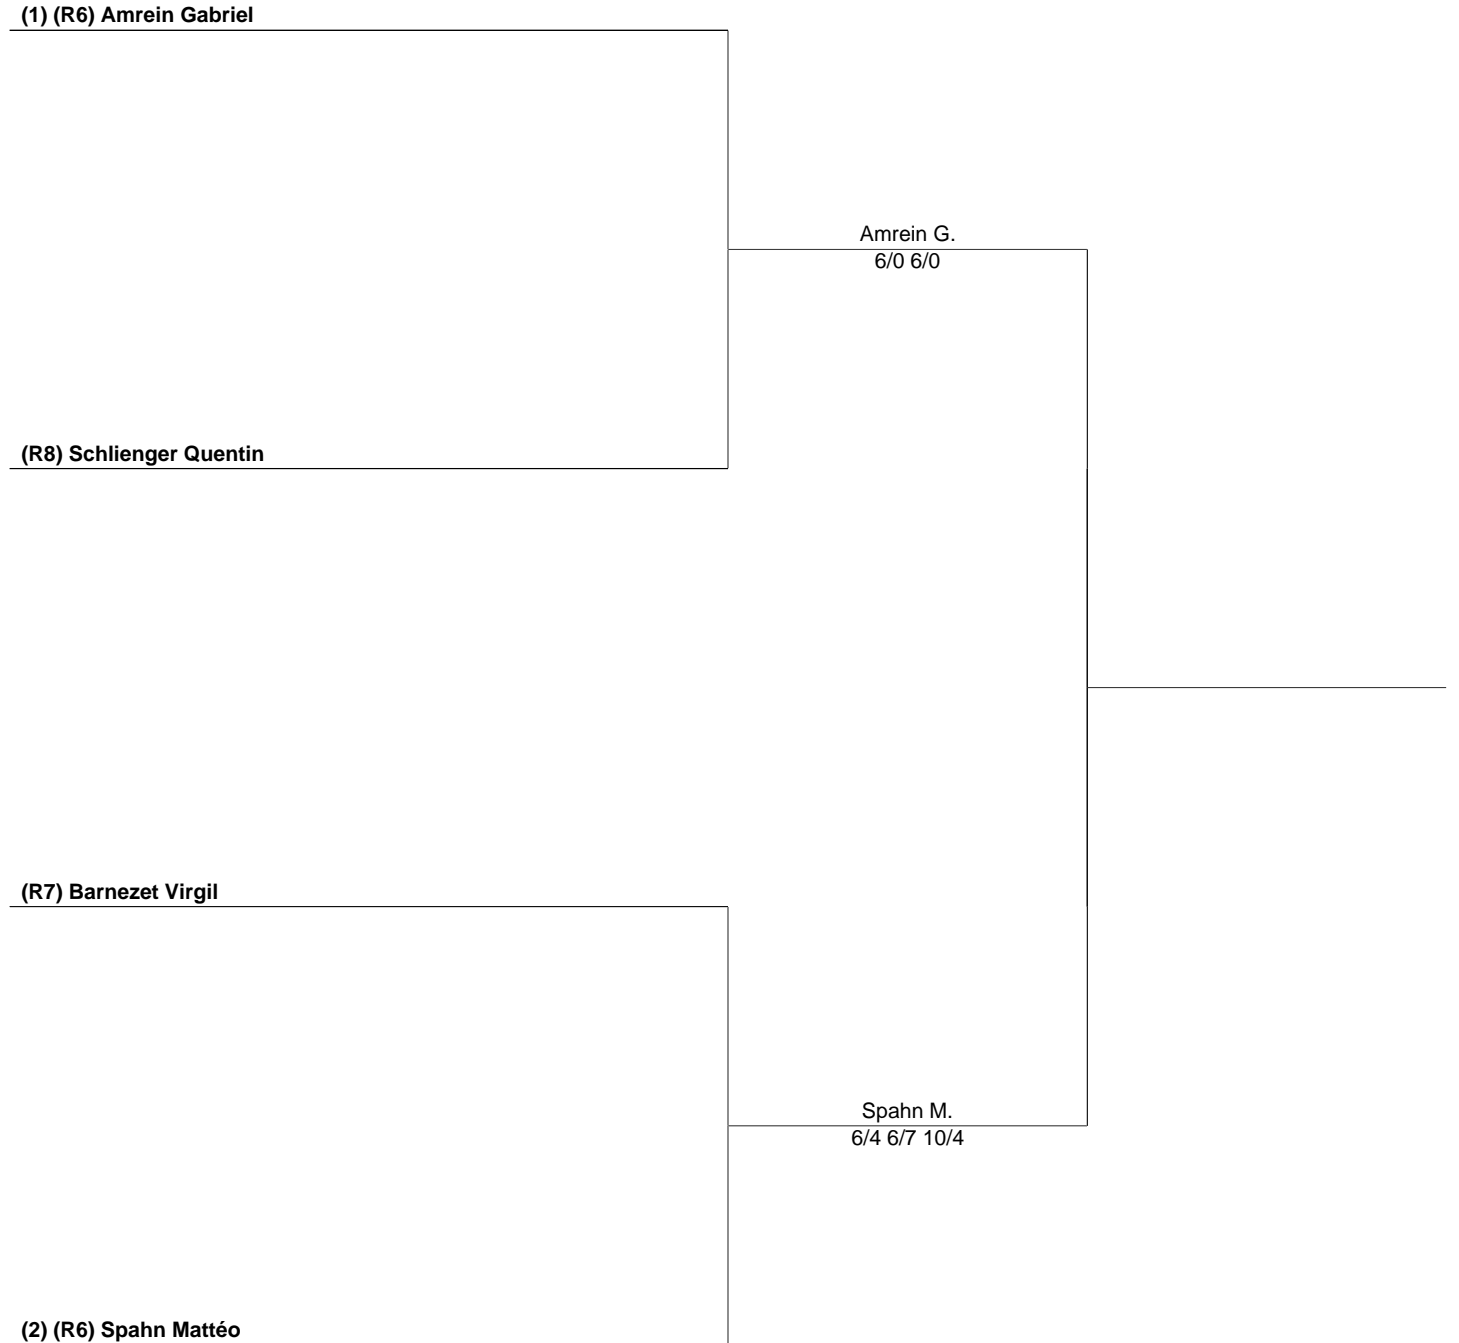 (1) (R6) Amrein Gabriel
Amrein G.
6/0 6/0
(R8) Schlienger Quentin
(R7) Barnezet Virgil
Spahn M.
6/4 6/7 10/4
(2) (R6) Spahn Mattéo